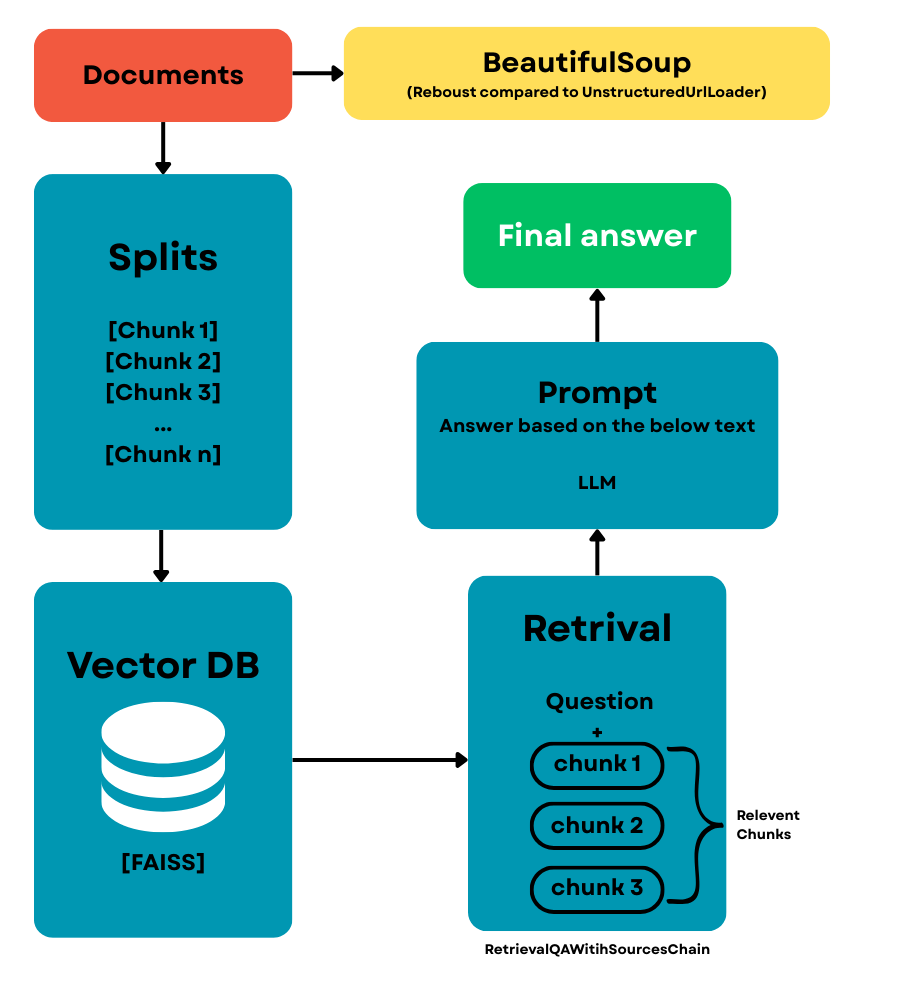 Documents
BeautifulSoup
(Reboust compared to UnstructuredUrlLoader)
Splits
[Chunk 1]
[Chunk 2]
[Chunk 3]
...
[Chunk n]
Vector DB
[FAISS]
Final answer
Prompt
Answer based on the below text
LLM
Retrival
Question
+
chunk 1
chunk 2
chunk 3
Relevent
Chunks
RetrievalQAWitihSourcesChain